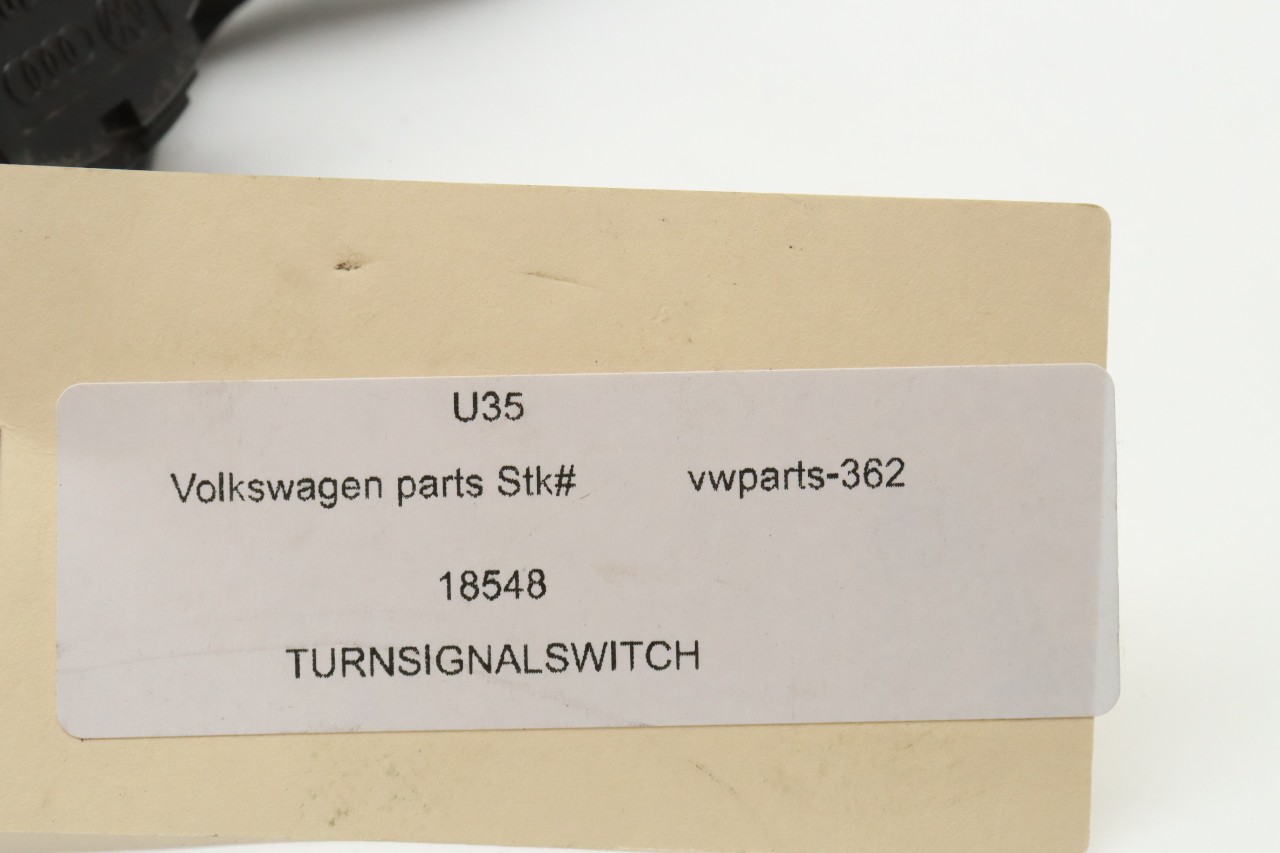 U35
Volkswagen parts Stk# vwparts-362
18548
TURNSIGNALSWITCH